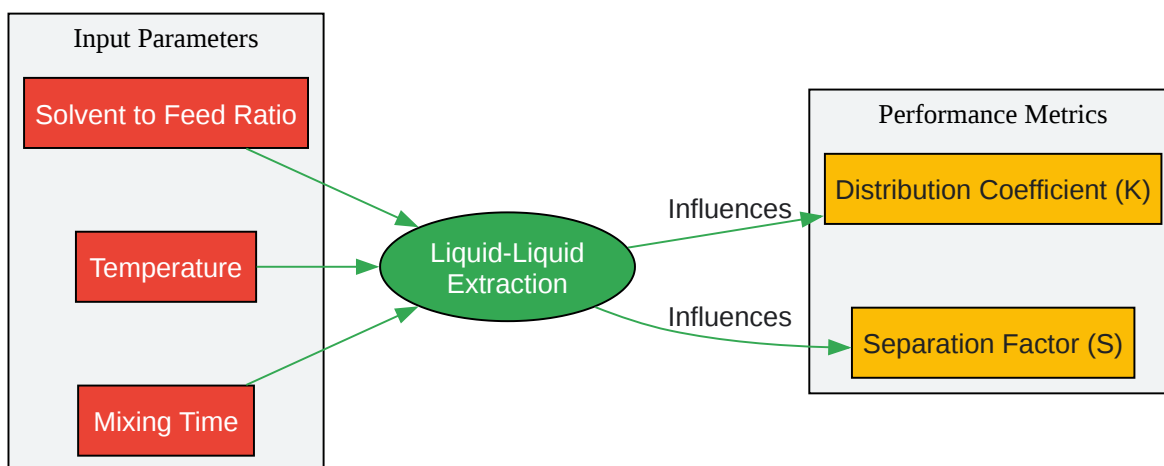 Input Parameters
Solvent to Feed Ratio
Temperature
Mixing Time
Liquid-Liquid
Extraction
Influences
Influences
Performance Metrics
Distribution Coefficient (K)
Separation Factor (S)